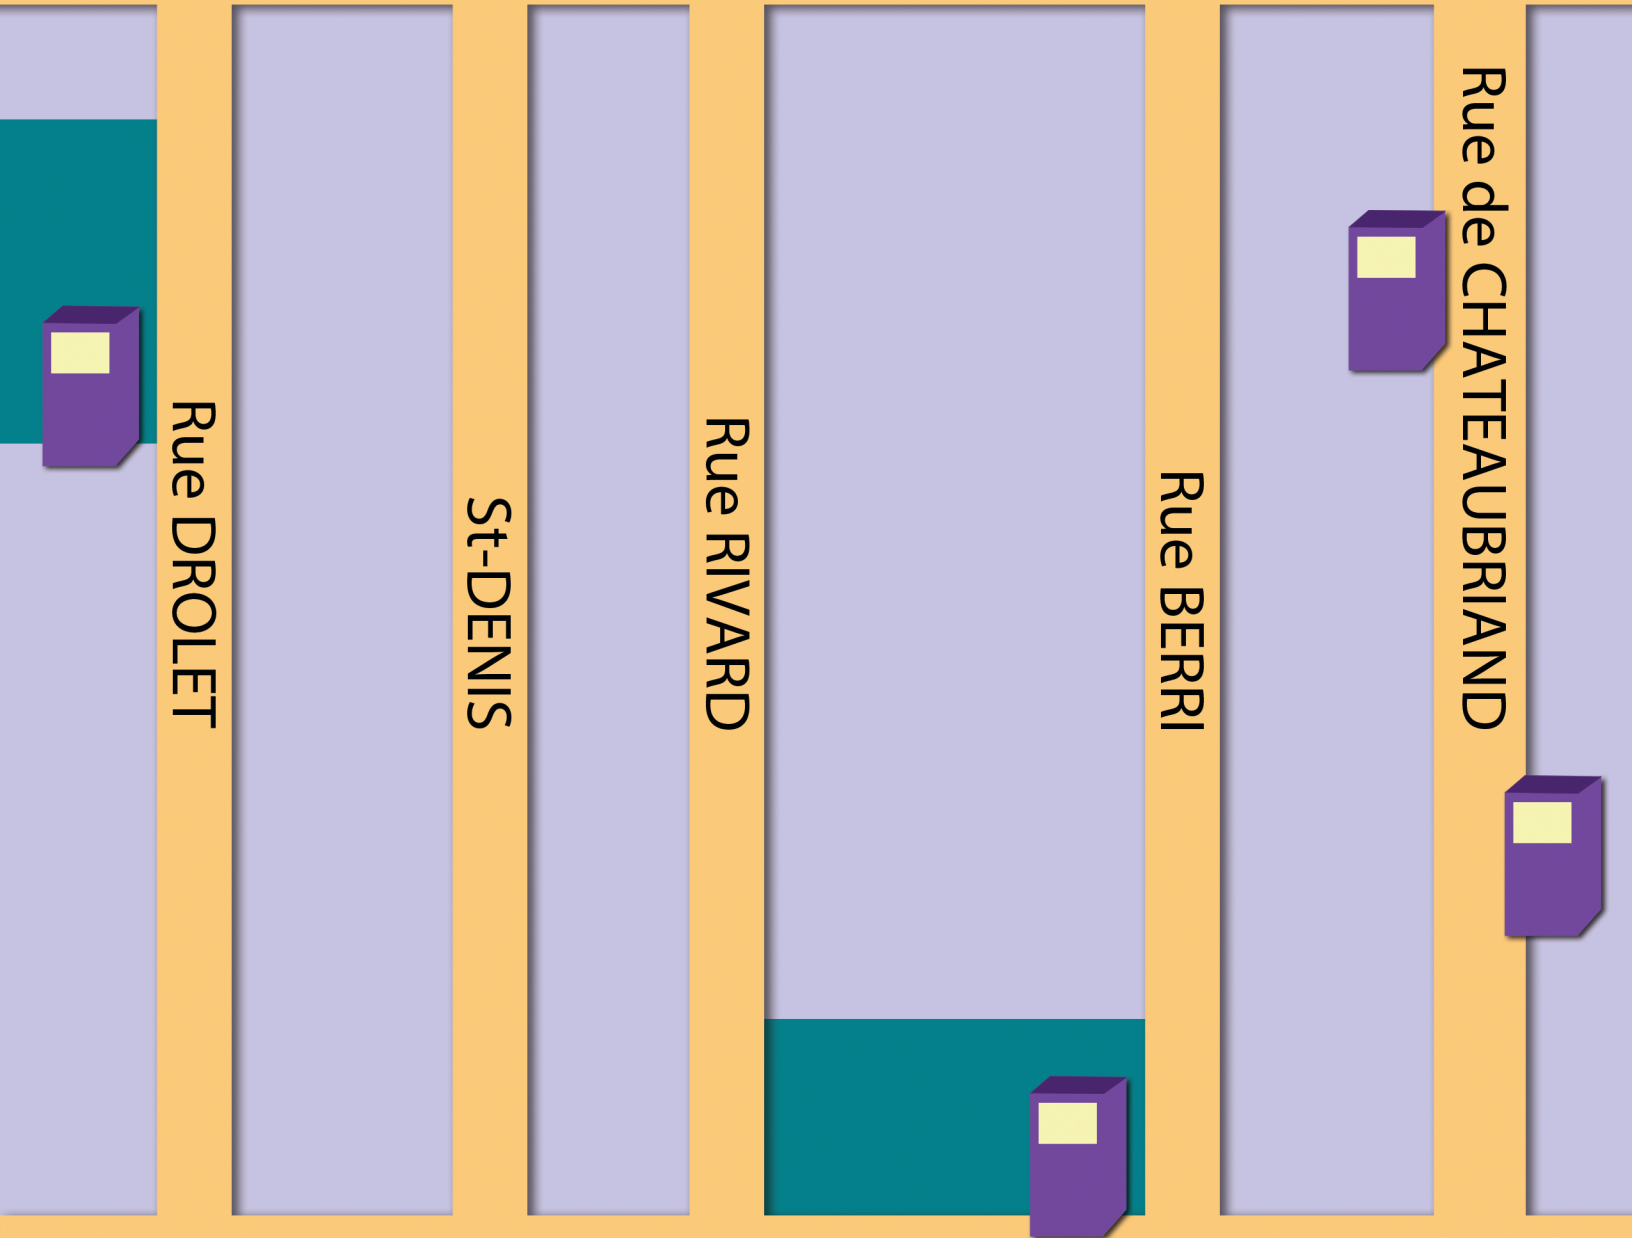 Rue DROLET
St-DENIS
Rue RIVARD
Rue BERRI
Rue de CHATEAUBRIAND